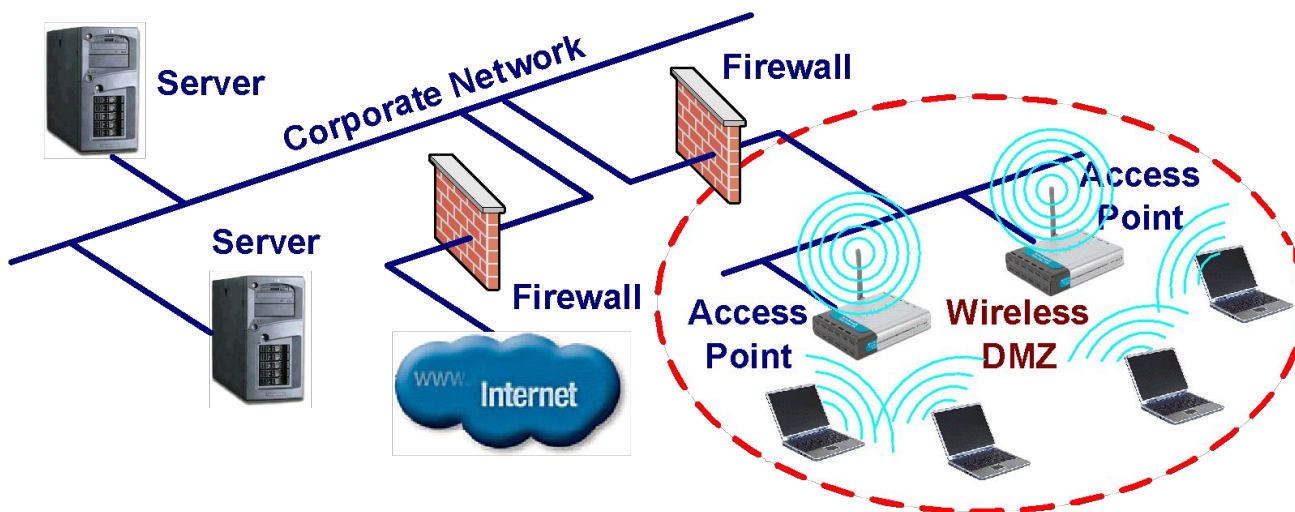 Server
Corporate Network
Firewall
Access
Point
Server
Firewall
Access
Point
Wireless
DMZ
www.
Internet